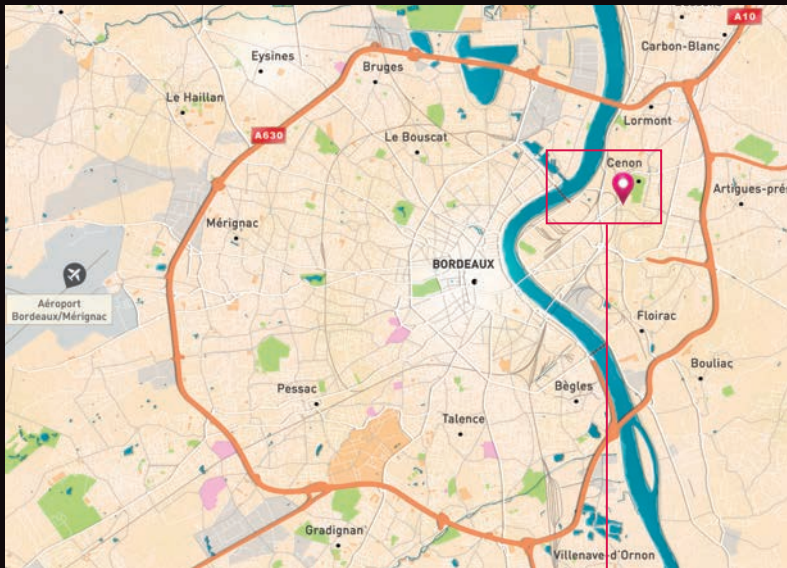 A10
Carbon-Blanc
Eysines
Bruges
Le Haillan
Lormont
A630
Le Bouscat
Cenon
Artigues-pré
Mérignac
BORDEAUX
Aéroport
Bordeaux/Mérignac
Floirac
Bouliac
Pessac
Bègles
Talence
Gradignan
Villenave-d'Ornon